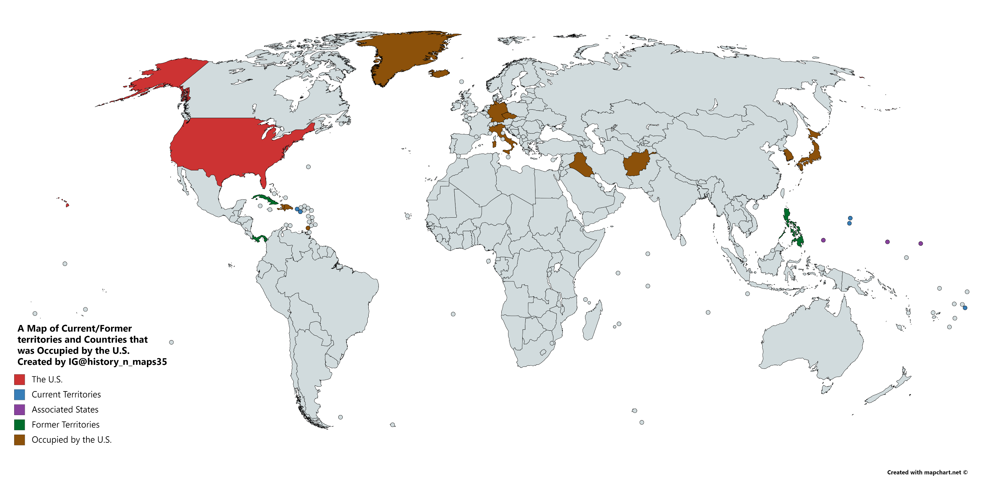 A Map of Current/Former
territories and Countries that
was Occupied by the U.S.
Created by IG@history_n_maps35
The U.S.
Current Territories
Associated States
Former Territories
Occupied by the U.S.
Created with mapchart.net ©